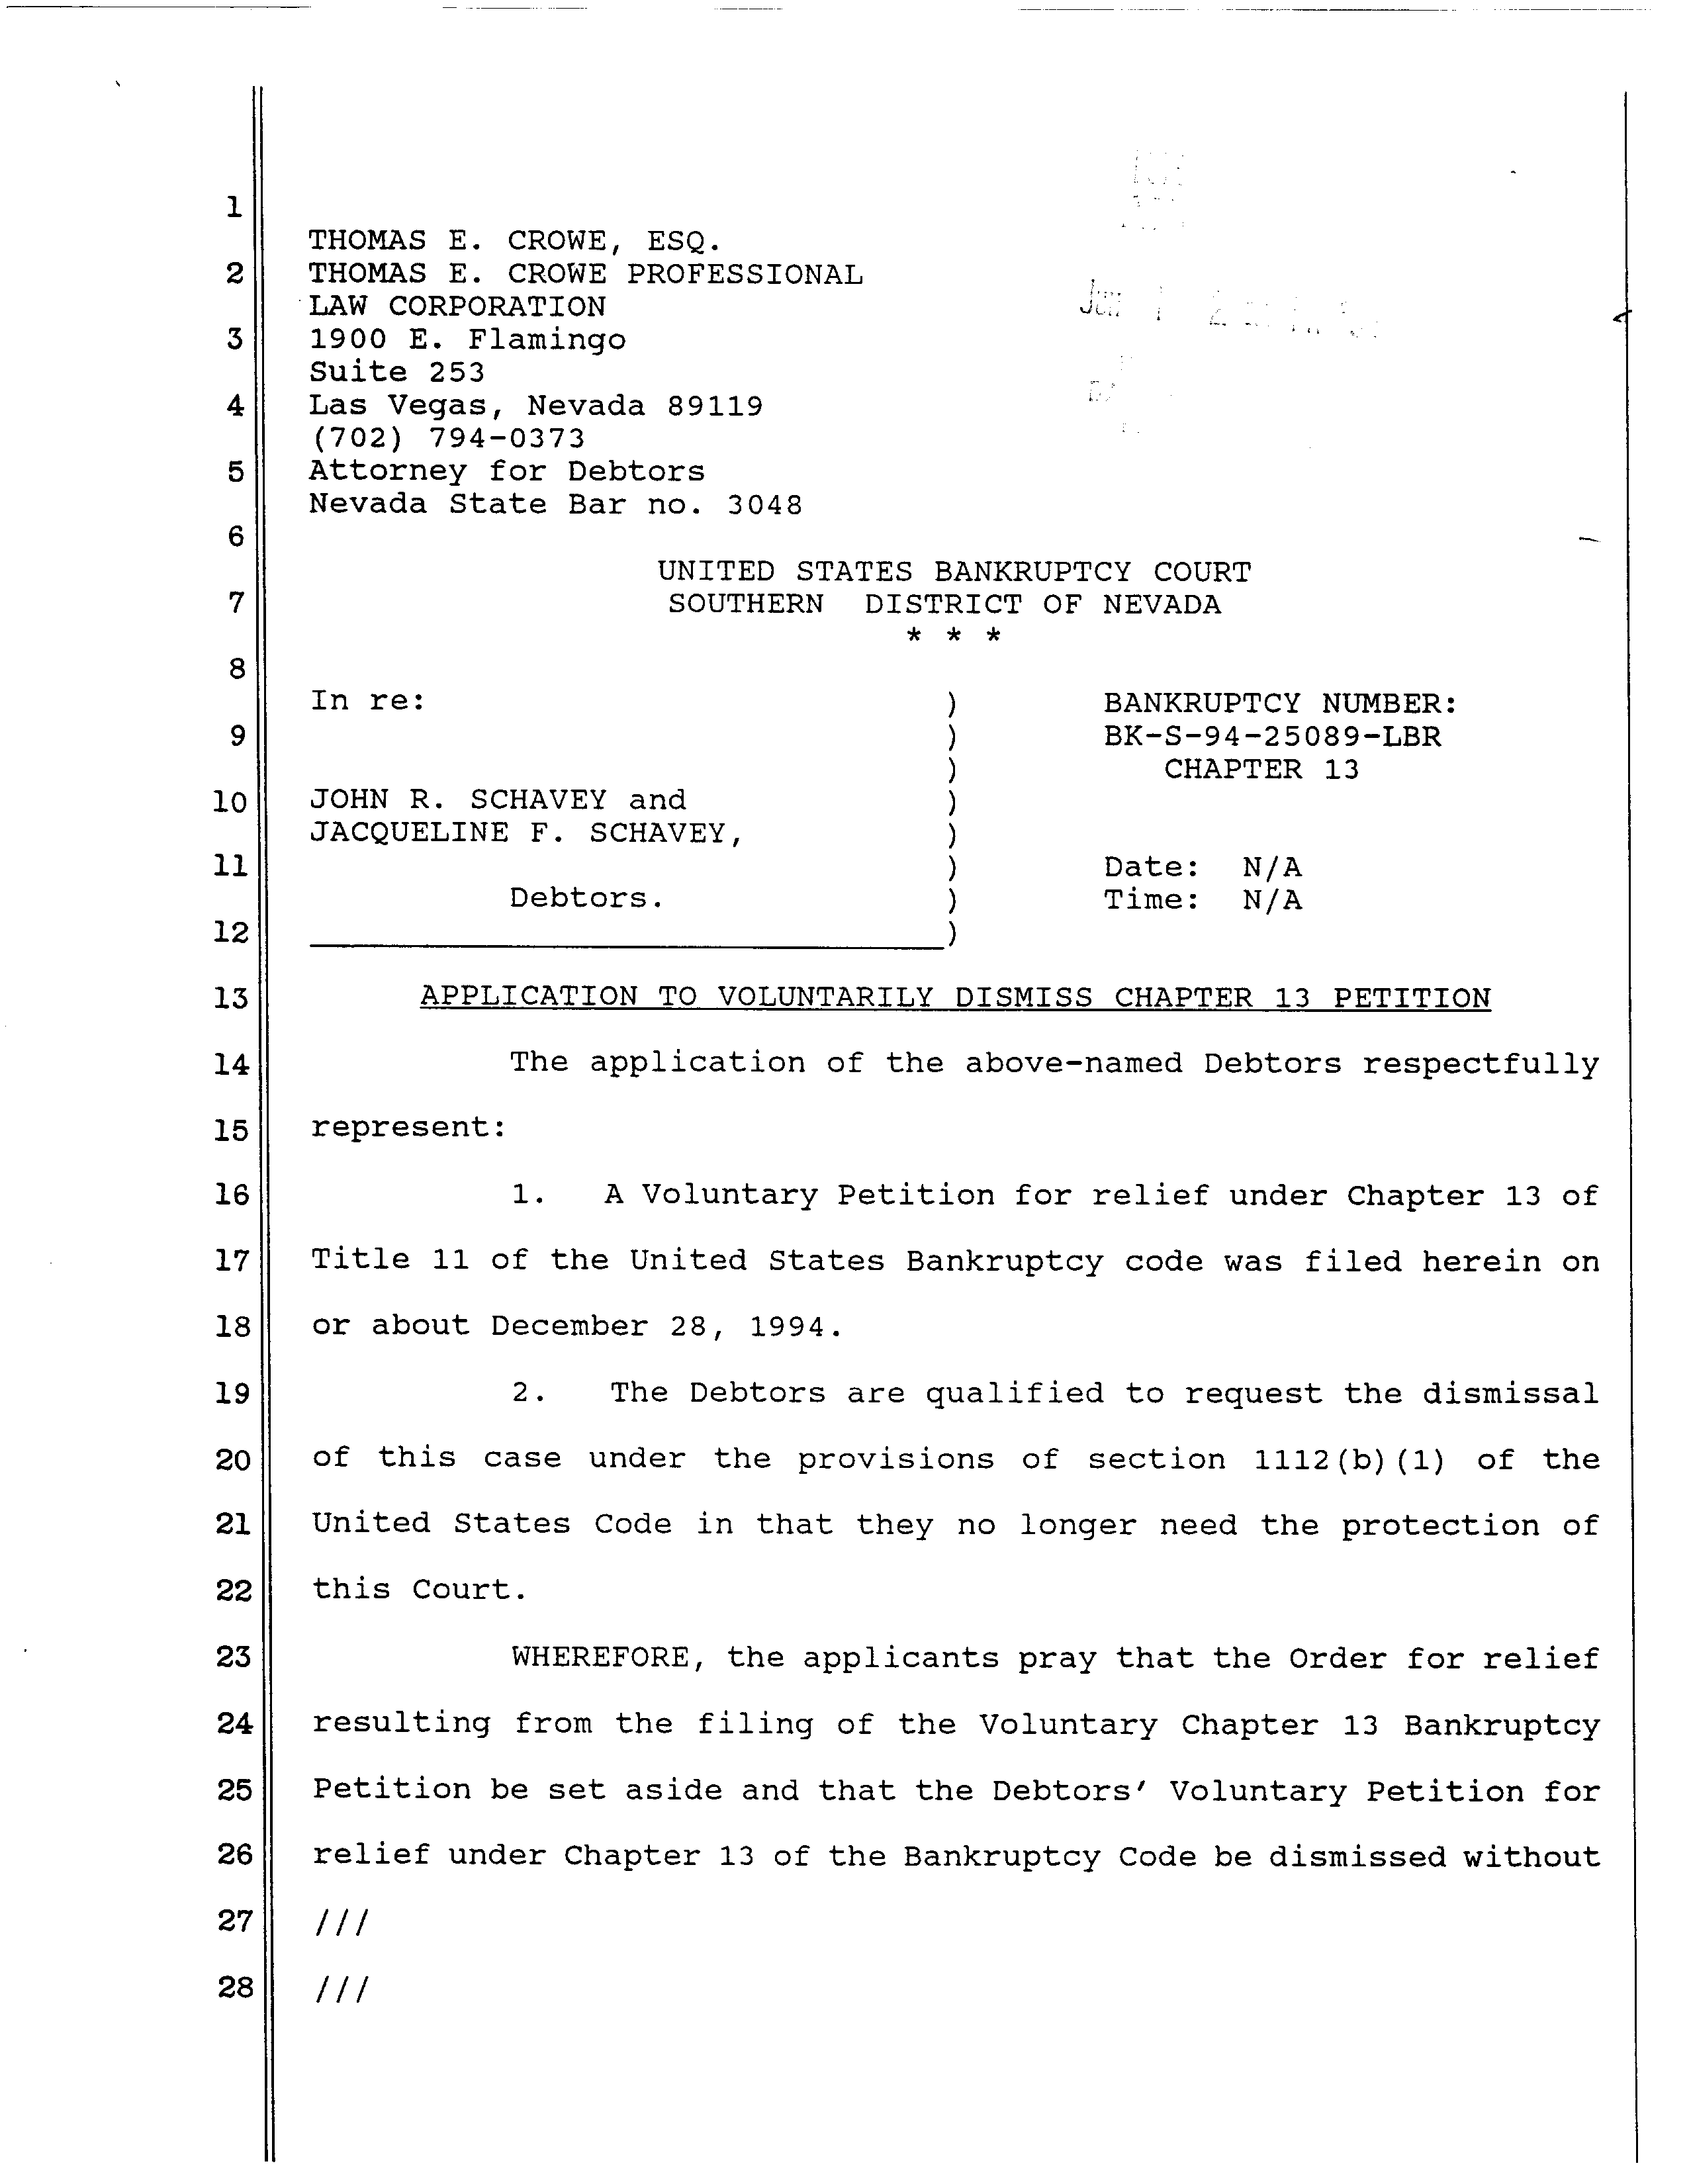 1
THOMAS E. CROWE, ESQ.
2 THOMAS E. CROWE PROFESSIONAL
LAW CORPORATION
3 1900 E. Flamingo
Suite 253
4 Las Vegas, Nevada 89119
(702) 794-0373
5 Attorney for Debtors
Nevada State Bar no. 3048
6
UNITED STATES BANKRUPTCY COURT
7 SOUTHERN DISTRICT OF NEVADA
* * *
8
In re: ) BANKRUPTCY NUMBER:
9 ) BK-S-94-25089-LBR
) CHAPTER 13
10 JOHN R. SCHAVEY and )
JACQUELINE F. SCHAVEY, )
11 ) Date: N/A
Debtors. ) Time: N/A
12 )
13 APPLICATION TO VOLUNTARILY DISMISS CHAPTER 13 PETITION
14 The application of the above-named Debtors respectfully
15 represent:
16 1. A Voluntary Petition for relief under Chapter 13 of
17 Title 11 of the United States Bankruptcy code was filed herein on
18 or about December 28, 1994.
19 2. The Debtors are qualified to request the dismissal
20 of this case under the provisions of section 1112(b)(1) of the
21 United States Code in that they no longer need the protection of
22 this Court.
23 WHEREFORE, the applicants pray that the Order for relief
24 resulting from the filing of the Voluntary Chapter 13 Bankruptcy
25 Petition be set aside and that the Debtors' Voluntary Petition for
26 relief under Chapter 13 of the Bankruptcy Code be dismissed without
27 ///
28 ///